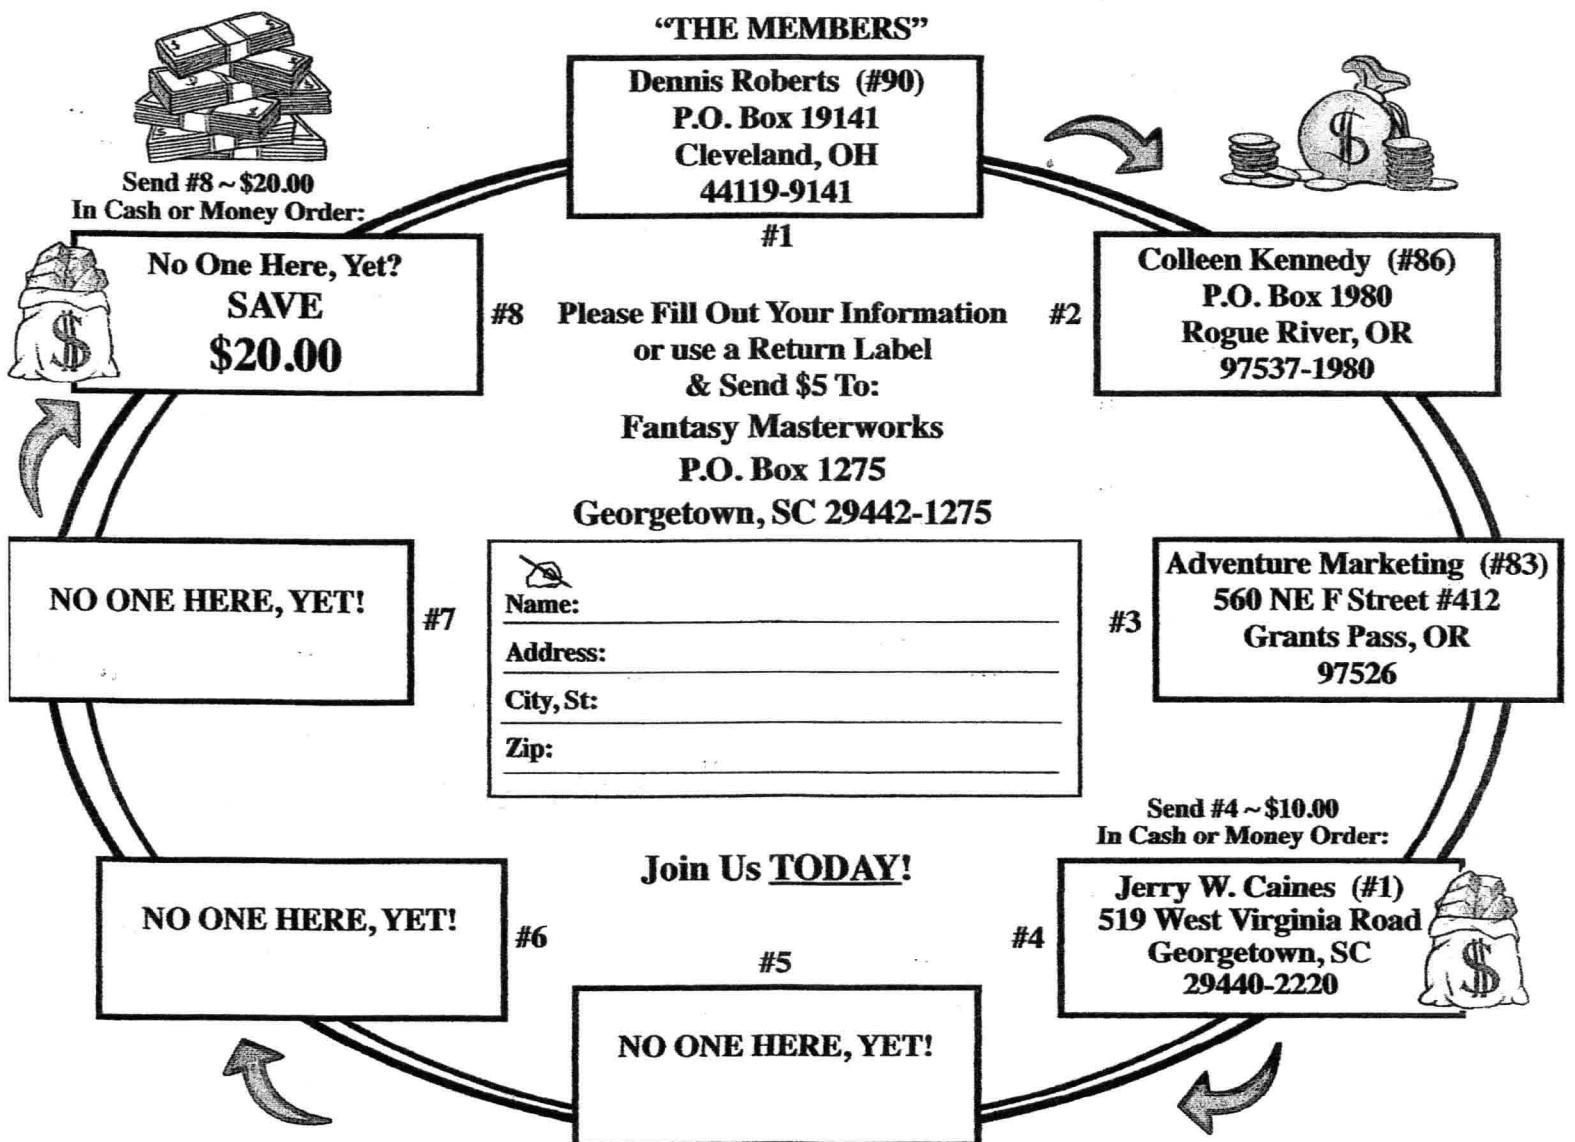 “THE MEMBERS”
Dennis Roberts (#90)
P.O. Box 19141
Cleveland, OH
44119-9141
#1
Colleen Kennedy (#86)
P.O. Box 1980
Rogue River, OR
97537-1980
#2
Adventure Marketing (#83)
560 NE F Street #412
Grants Pass, OR
97526
#3
Send #4 ~ $10.00
In Cash or Money Order:
Jerry W. Caines (#1)
519 West Virginia Road
Georgetown, SC
29440-2220
$
#4
#5
NO ONE HERE, YET!
NO ONE HERE, YET!
#6
NO ONE HERE, YET!
#7
Send #8 ~ $20.00
In Cash or Money Order:
No One Here, Yet?
SAVE
$20.00
$
#8
$
Please Fill Out Your Information
or use a Return Label
& Send $5 To:
Fantasy Masterworks
P.O. Box 1275
Georgetown, SC 29442-1275
Name:
Address:
City, St:
Zip:
Join Us TODAY!